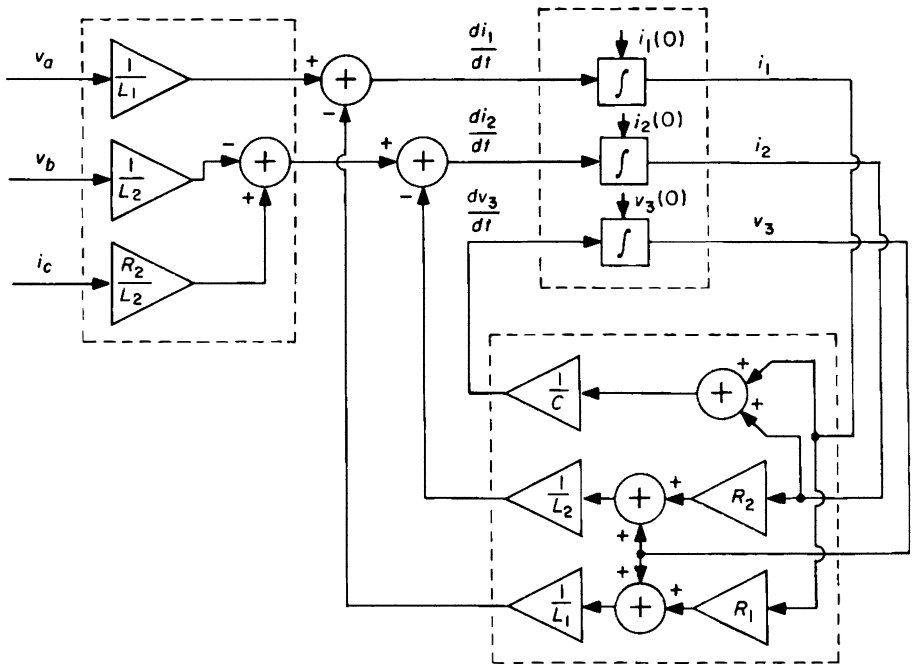 v_a
1/L_1
+
+
−
di_1/dt
i_1(0)
∫
i_1
v_b
1/L_2
−
+
+
+
+
−
di_2/dt
i_2(0)
∫
i_2
i_c
R_2/L_2
dv_3/dt
v_3(0)
∫
v_3
1/C
+
+
+
1/L_2
+
+
+
R_2
1/L_1
+
+
+
R_1